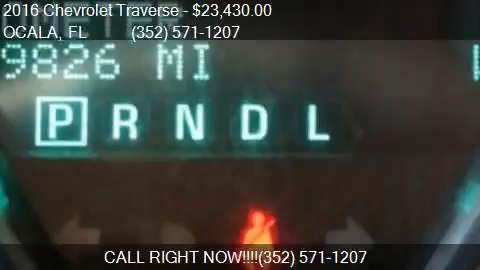 2016 Chevrolet Traverse - $23,430.00
OCALA, FL (352) 571-1207
9826 MI
P R N D L
CALL RIGHT NOW!!!!(352) 571-1207